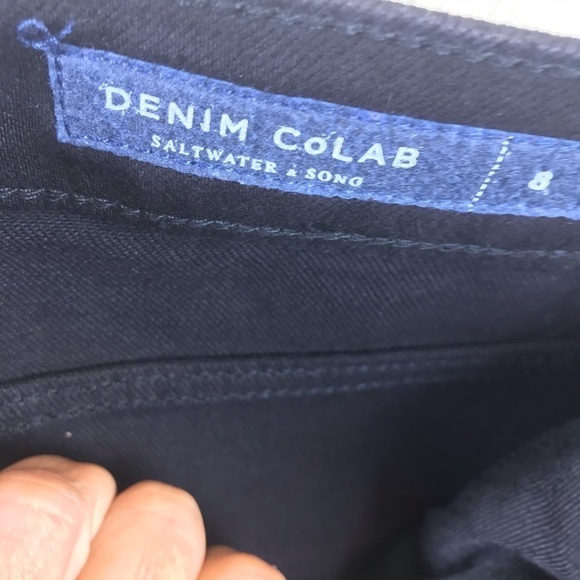 DENIM CoLAB
SALTWATER & SONG
8